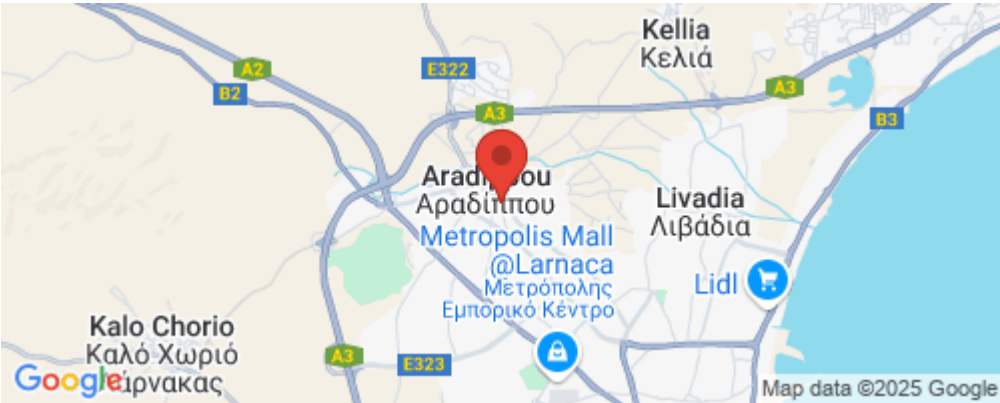 Kellia
Κελιά
A2
E322
A3
B2
A3
B3
Aradippou
Αραδίππου
Livadia
Λιβάδια
Metropolis Mall
@Larnaca
Μετρόπολης
Εμπορικό Κέντρο
Lidl
Kalo Chorio
Καλό Χωριό
A3
E323
Google
Map data ©2025 Google